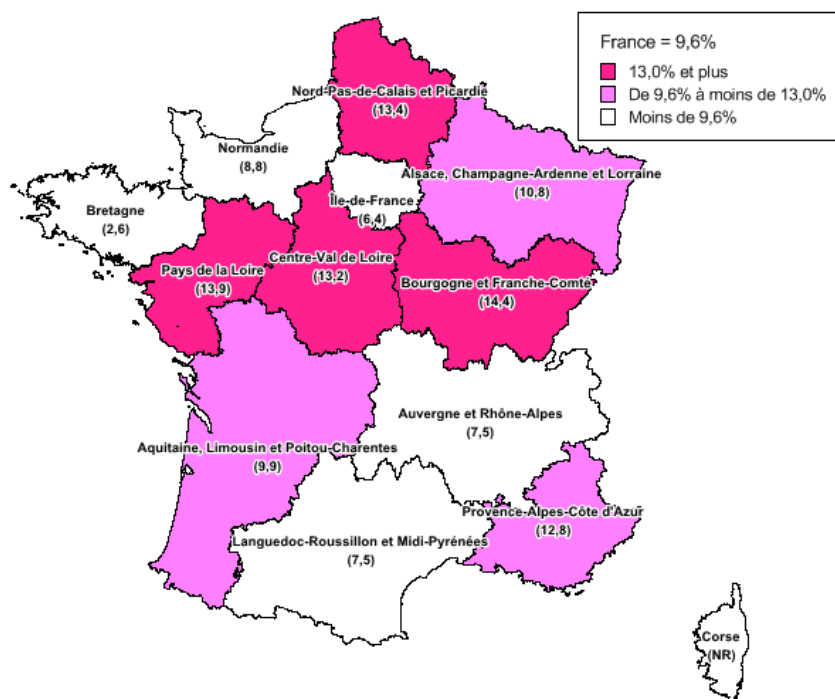 France = 9,6%
13,0% et plus
De 9,6% à moins de 13,0%
Moins de 9,6%
Nord-Pas-de-Calais et Picardie
(13,4)
Normandie
(8,8)
Alsace, Champagne-Ardenne et Lorraine
(10,8)
Île-de-France
(6,4)
Bretagne
(2,6)
Pays de la Loire
(13,9)
Centre-Val de Loire
(13,2)
Bourgogne et Franche-Comté
(14,4)
Auvergne et Rhône-Alpes
(7,5)
Aquitaine, Limousin et Poitou-Charentes
(9,9)
Provence-Alpes-Côte d'Azur
(12,8)
Languedoc-Roussillon et Midi-Pyrénées
(7,5)
Corse
(NR)